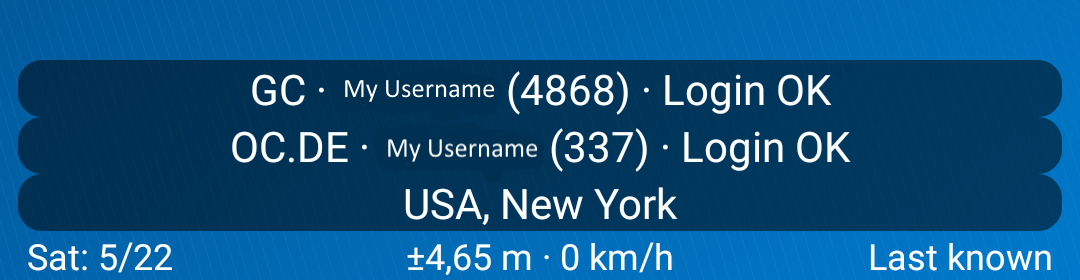 GC · My Username (4868) · Login OK
OC.DE · My Username (337) · Login OK
USA, New York
Sat: 5/22 ±4,65 m · 0 km/h Last known